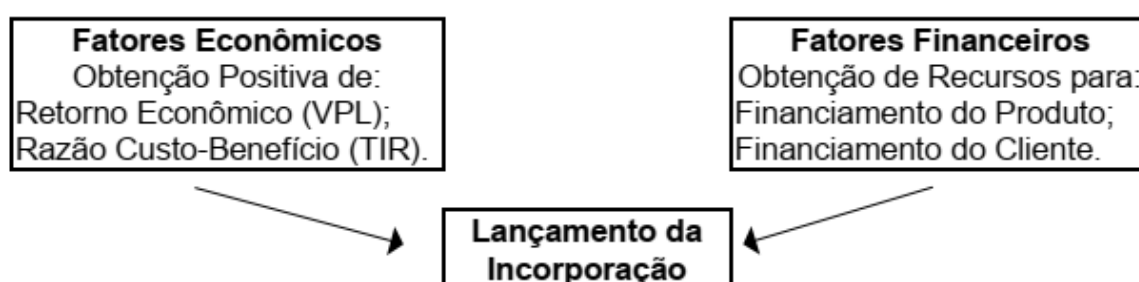 Fatores Econômicos
Obtenção Positiva de:
Retorno Econômico (VPL);
Razão Custo-Benefício (TIR).
Fatores Financeiros
Obtenção de Recursos para:
Financiamento do Produto;
Financiamento do Cliente.
Lançamento da
Incorporação